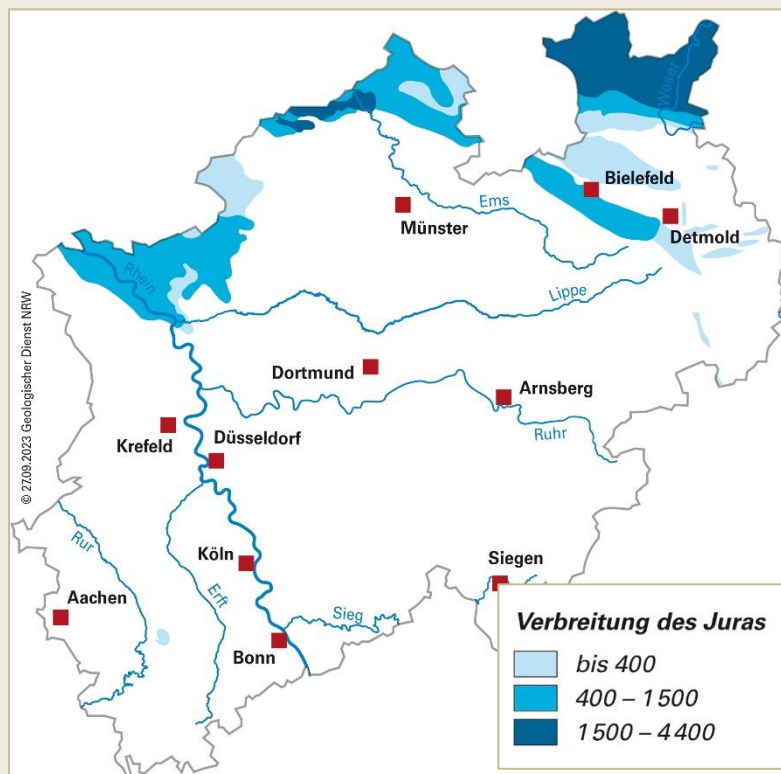 Weser
Bielefeld
Ems
Münster
Detmold
Rhein
Lippe
© 27.09.2023 Geologischer Dienst NRW
Dortmund
Arnsberg
Krefeld
Düsseldorf
Ruhr
Köln
Siegen
Rur
Erft
Aachen
Sieg
Bonn
Verbreitung des Juras
bis 400
400 – 1 500
1 500 – 4 400